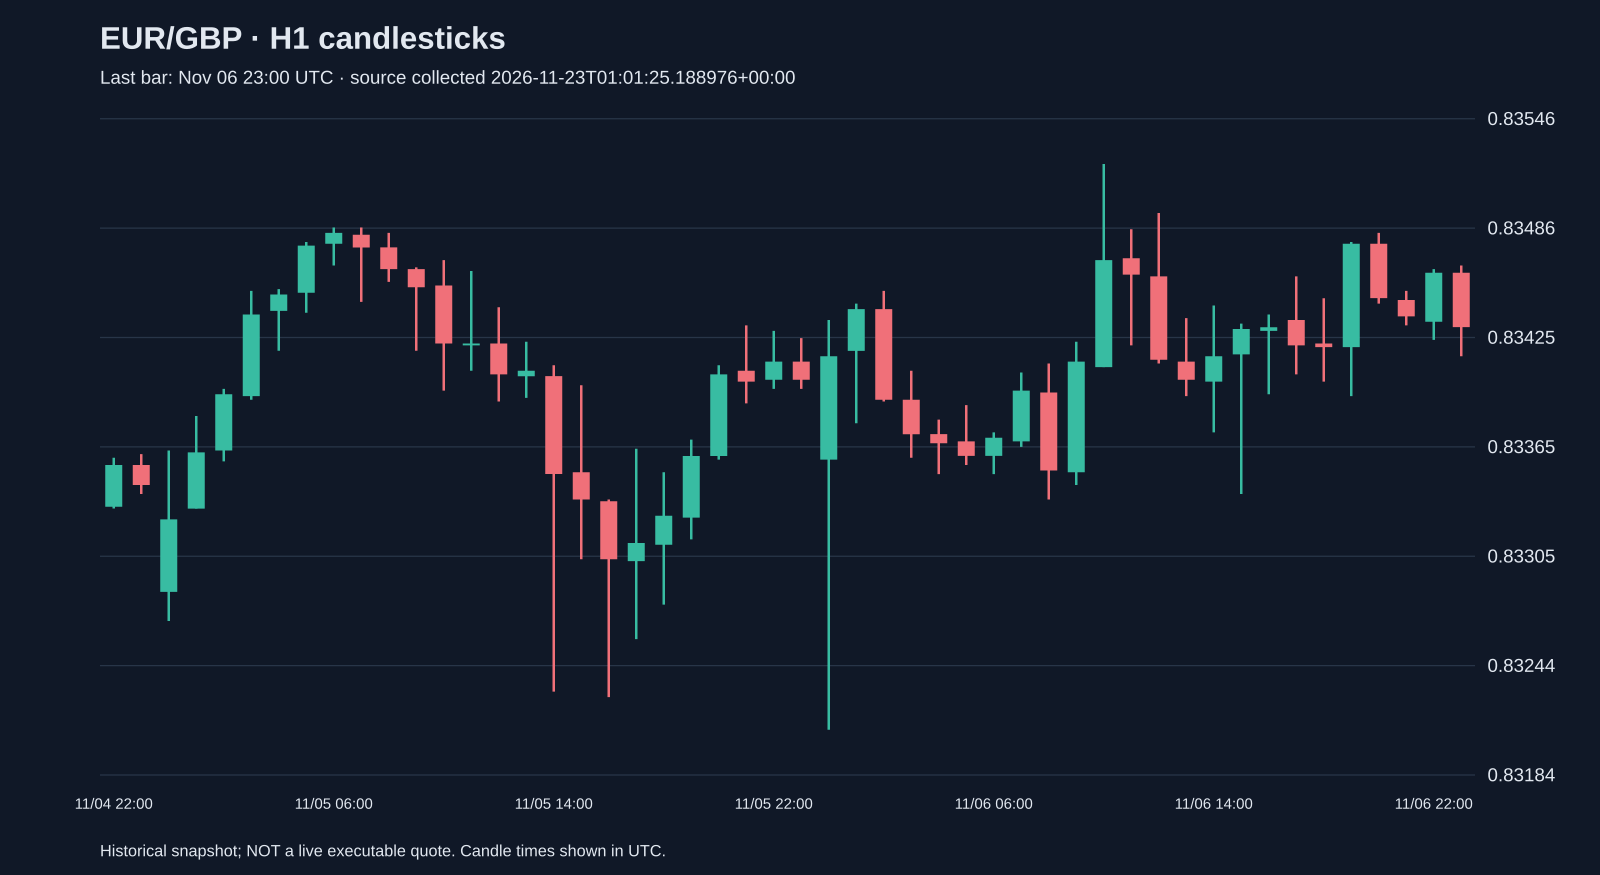 EUR/GBP · H1 candlesticks
Last bar: Nov 06 23:00 UTC · source collected 2026-11-23T01:01:25.188976+00:00
0.83546
0.83486
0.83425
0.83365
0.83305
0.83244
0.83184
11/04 22:00 11/05 06:00 11/05 14:00 11/05 22:00 11/06 06:00 11/06 14:00 11/06 22:00
Historical snapshot; NOT a live executable quote. Candle times shown in UTC.